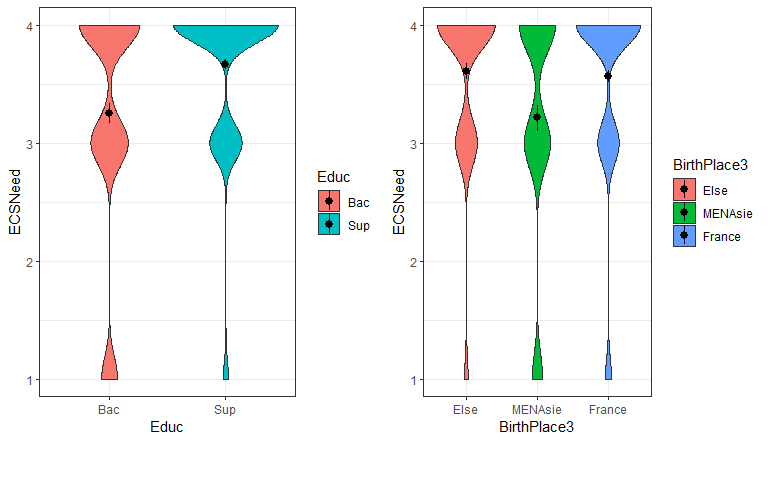 ECSNeed
4
3
2
1
Bac
Sup
Educ
Educ
Bac
Sup
ECSNeed
4
3
2
1
Else
MENAsie
France
BirthPlace3
BirthPlace3
Else
MENAsie
France